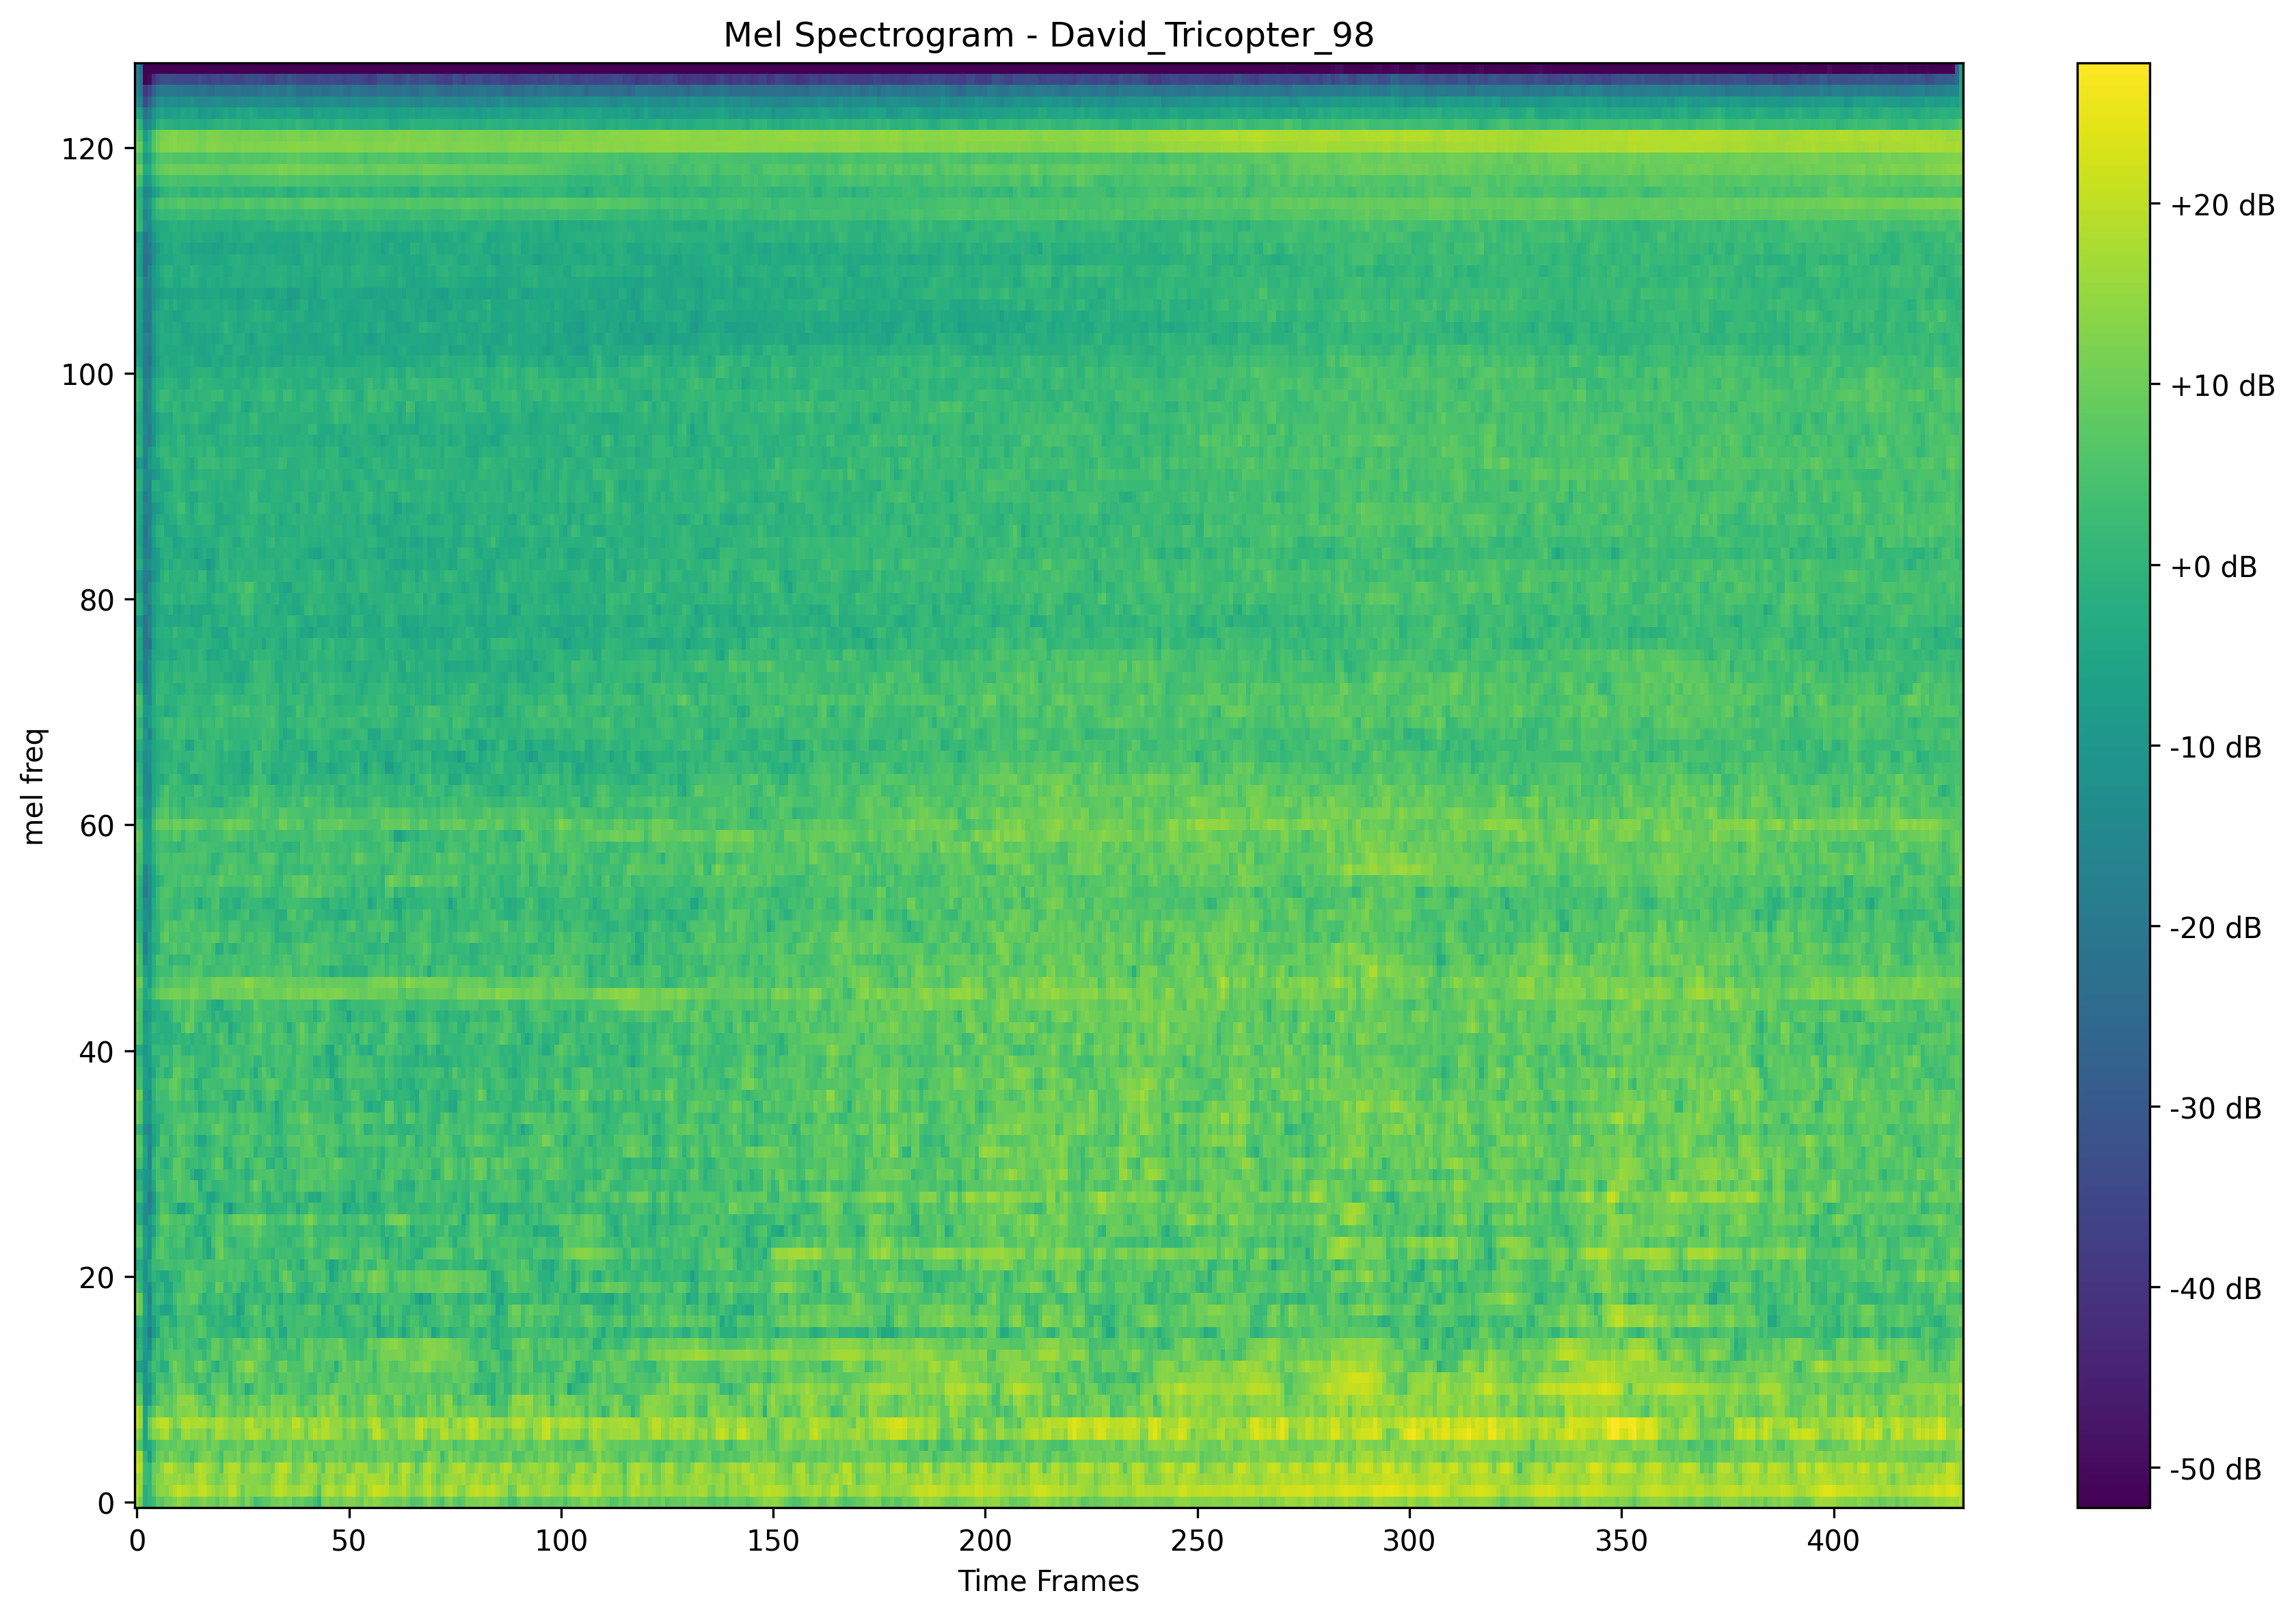 Mel Spectrogram - David_Tricopter_98
mel freq
120
100
80
60
40
20
0
0 50 100 150 200 250 300 350 400
Time Frames
+20 dB
+10 dB
+0 dB
-10 dB
-20 dB
-30 dB
-40 dB
-50 dB